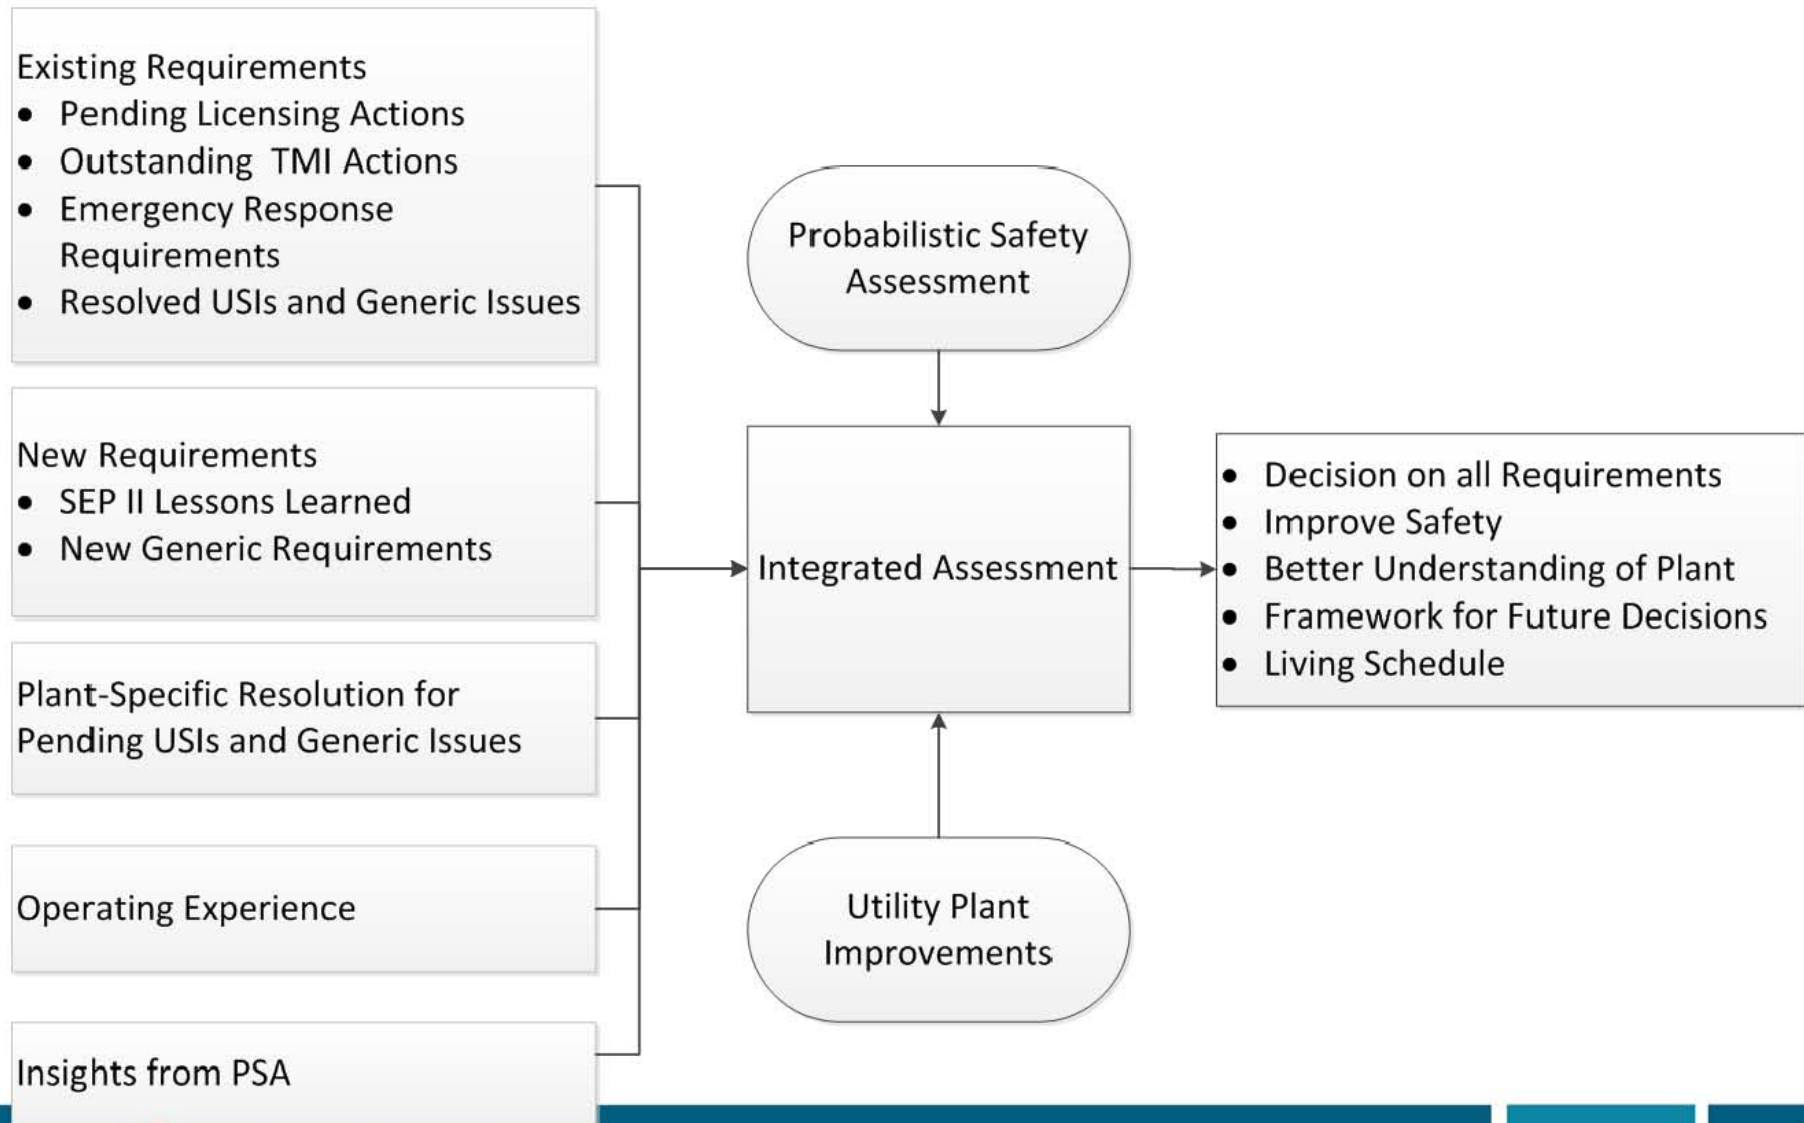 Existing Requirements
• Pending Licensing Actions
• Outstanding TMI Actions
• Emergency Response
Requirements
• Resolved USIs and Generic Issues
New Requirements
• SEP II Lessons Learned
• New Generic Requirements
Plant-Specific Resolution for
Pending USIs and Generic Issues
Operating Experience
Insights from PSA
Probabilistic Safety
Assessment
Integrated Assessment
Utility Plant
Improvements
• Decision on all Requirements
• Improve Safety
• Better Understanding of Plant
• Framework for Future Decisions
• Living Schedule